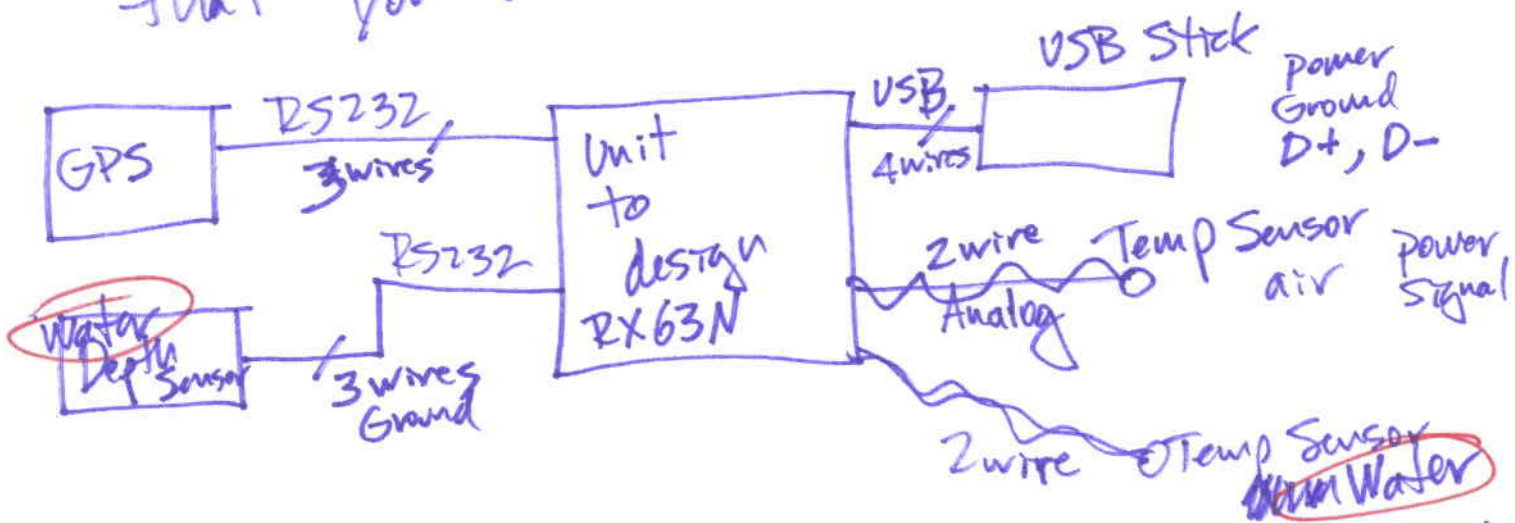 that
RS232
GPS
3 wires
Water
Depth
Sensor
RS232
3 wires
Ground
Unit
to
design
RX63N
USB
4 wires
USB Stick
Power
Ground
D+, D-
2 wire
Analog
Temp Sensor
air
Power
Signal
2 wire
Temp Sensor
Water